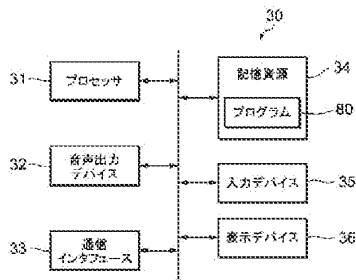 30
31
プロセッサ
記憶資源
34
プログラム
80
32
音声出力
デバイス
入力デバイス
35
33
通信
インタフェース
表示デバイス
36